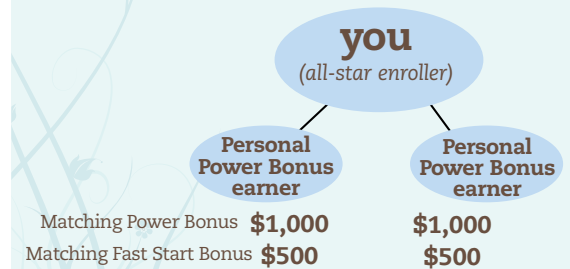 you
(all-star enroller)
Personal
Power Bonus
earner
Personal
Power Bonus
earner
Matching Power Bonus $1,000 $1,000
Matching Fast Start Bonus $500 $500